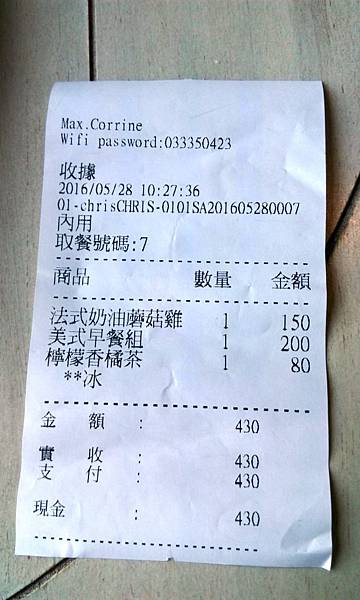 Max.Corrine
Wifi password:033350423
收據
2016/05/28 10:27:36
01-chrisCHRIS-0101SA201605280007
內用
取餐號碼:7
商品 數量 金額
法式奶油蘑菇雞 1 150
美式早餐組 1 200
檸檬香橘茶 1 80
**冰
金 額 : 430
實 收 : 430
支 付 : 430
現金 : 430